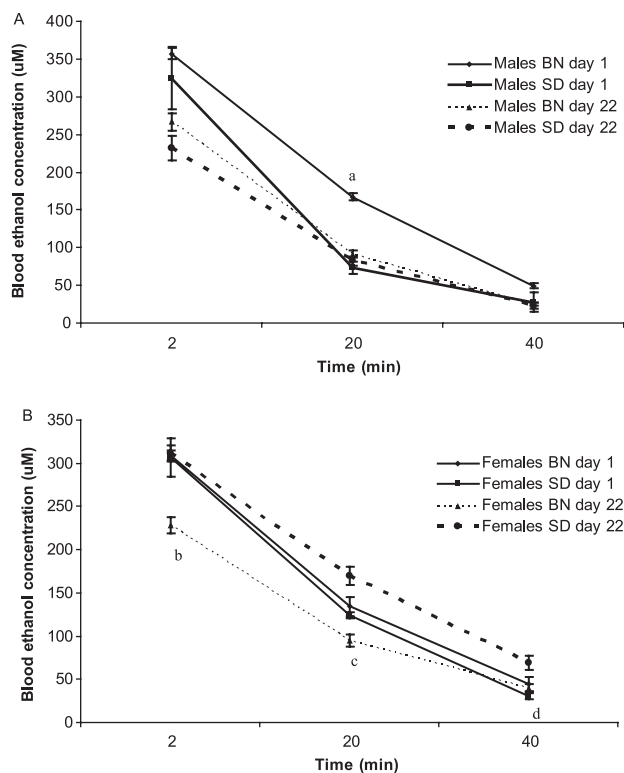 A
400
350
300
250
200
150
100
50
0
Blood ethanol concentration (uM)
Males BN day 1
Males SD day 1
Males BN day 22
Males SD day 22
a
2 20 40
Time (min)
B
350
300
250
200
150
100
50
0
Blood ethanol concentration (uM)
Females BN day 1
Females SD day 1
Females BN day 22
Females SD day 22
b
c
d
2 20 40
Time (min)